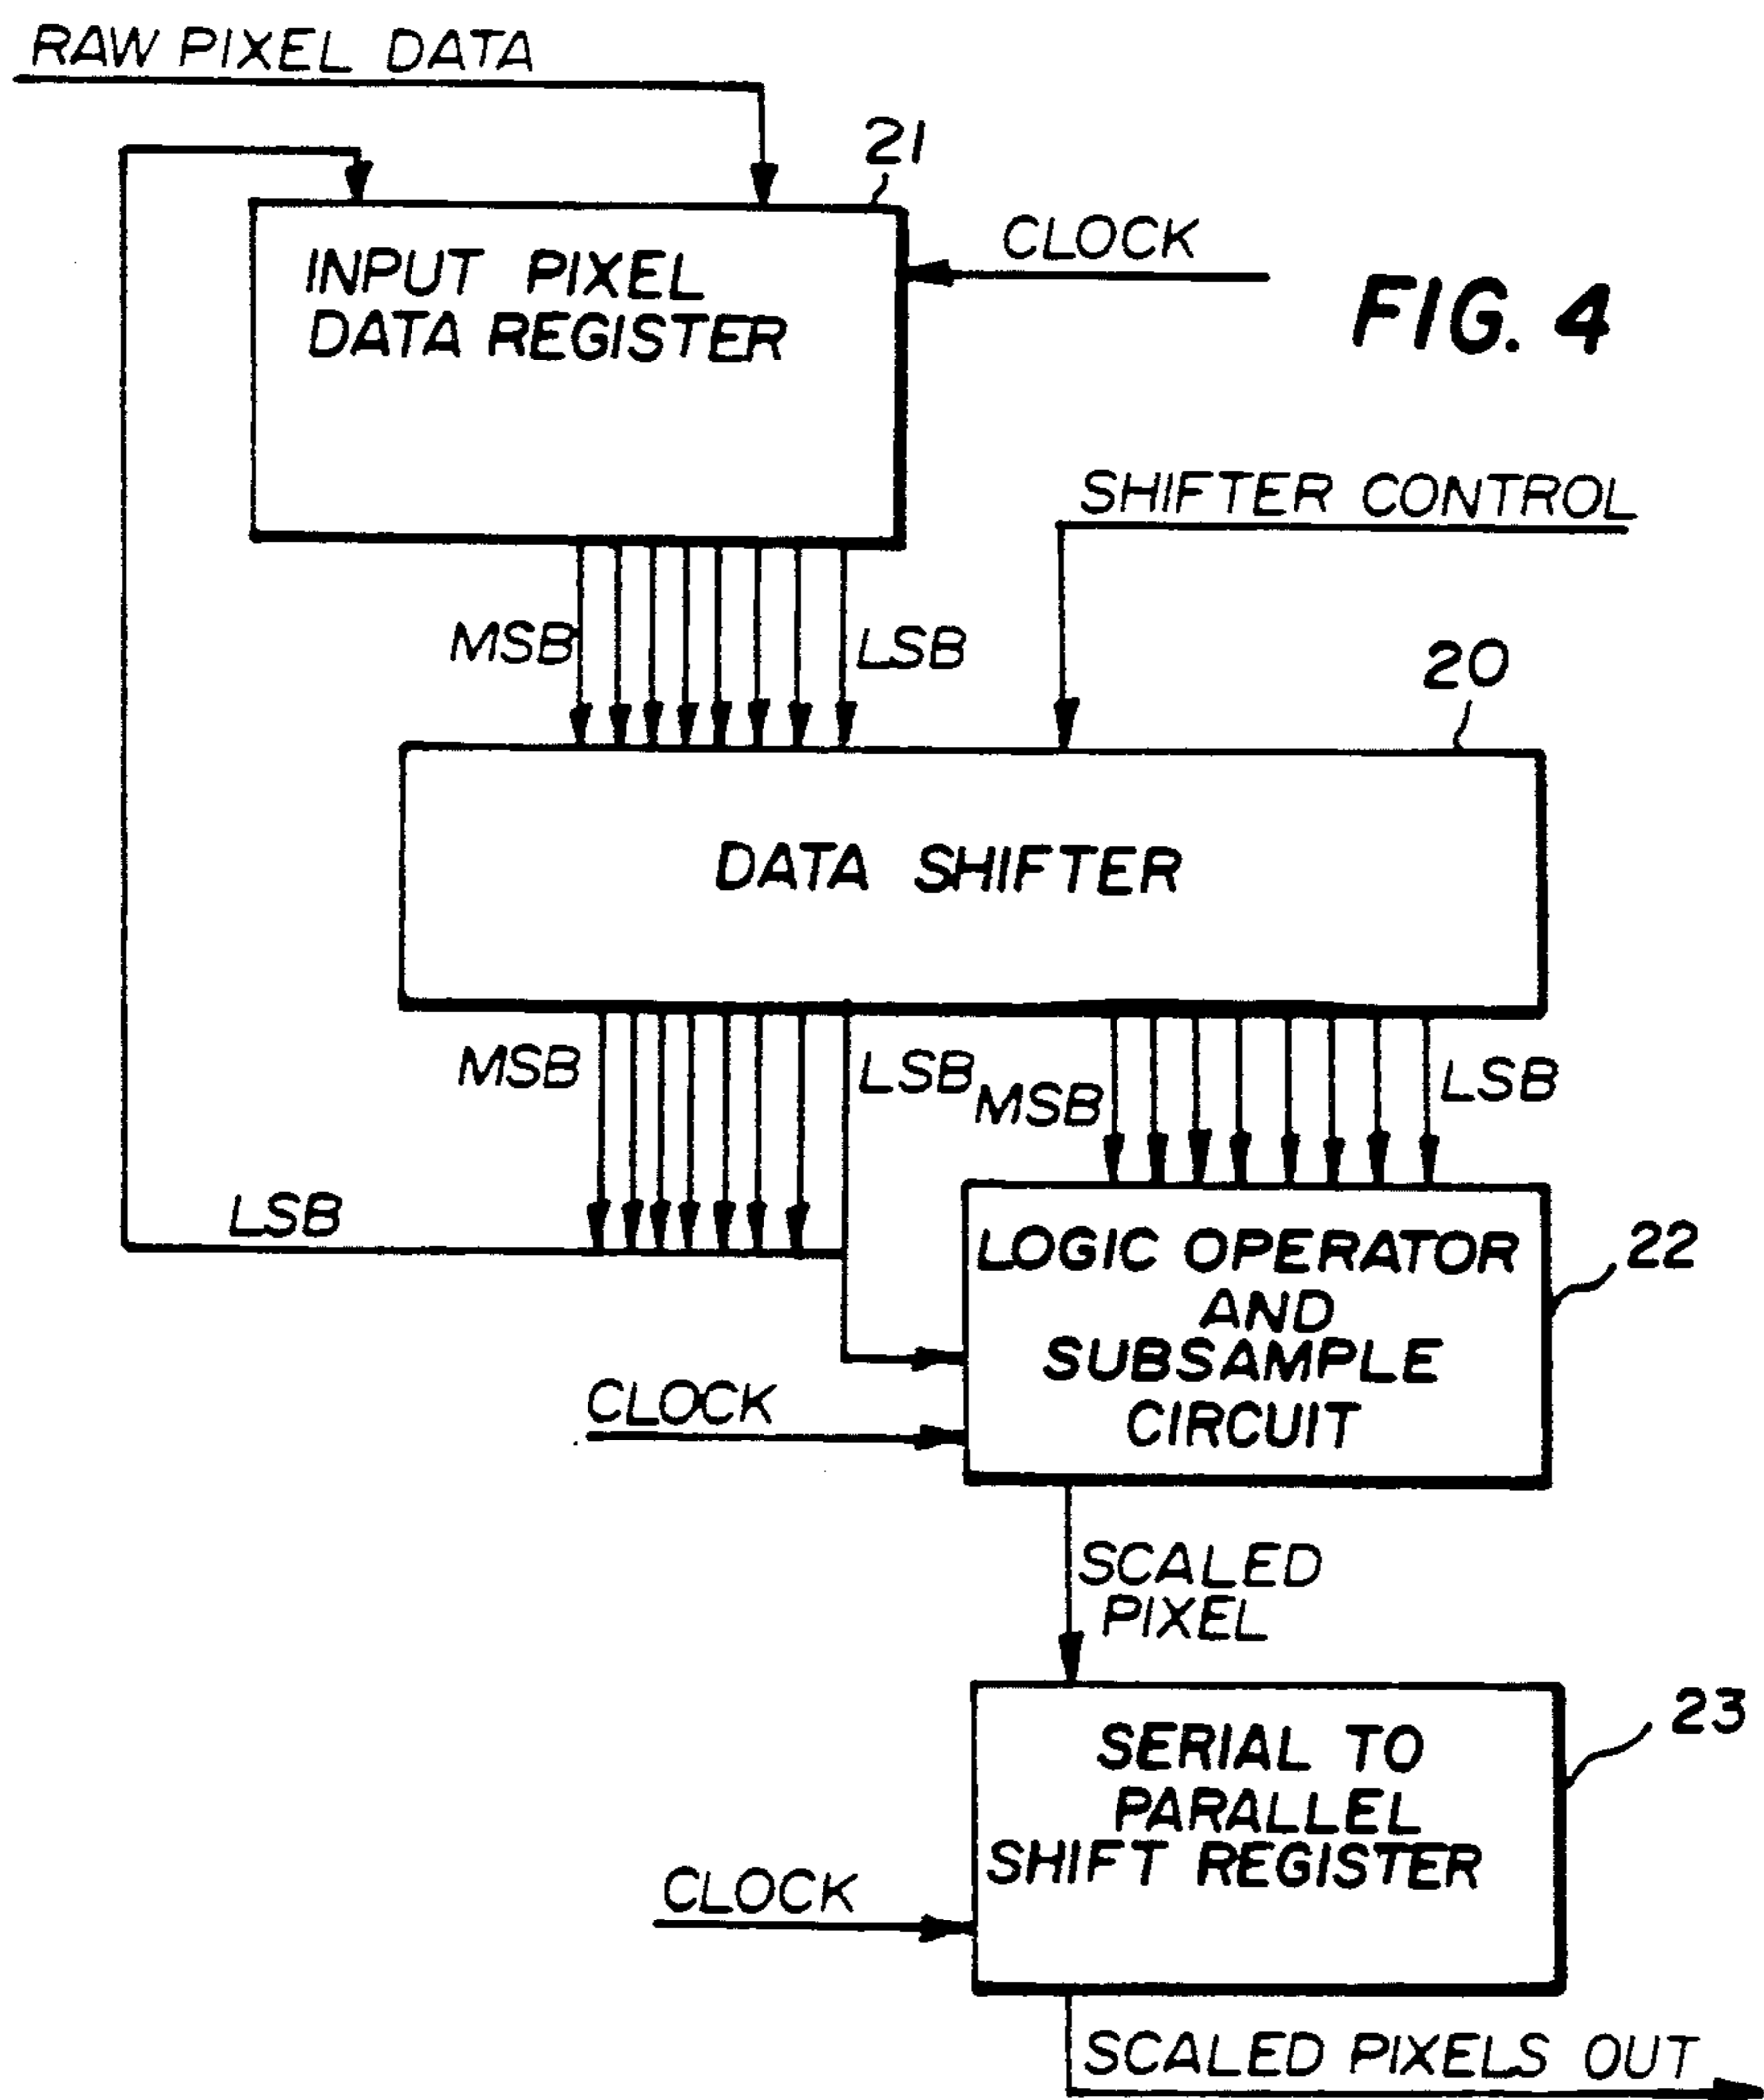 RAW PIXEL DATA
21
INPUT PIXEL
DATA REGISTER
CLOCK
FIG. 4
SHIFTER CONTROL
MSB
LSB
20
DATA SHIFTER
MSB
LSB
MSB
LSB
LSB
LOGIC OPERATOR
AND
SUBSAMPLE
CIRCUIT
22
CLOCK
SCALED
PIXEL
SERIAL TO
PARALLEL
SHIFT REGISTER
23
CLOCK
SCALED PIXELS OUT